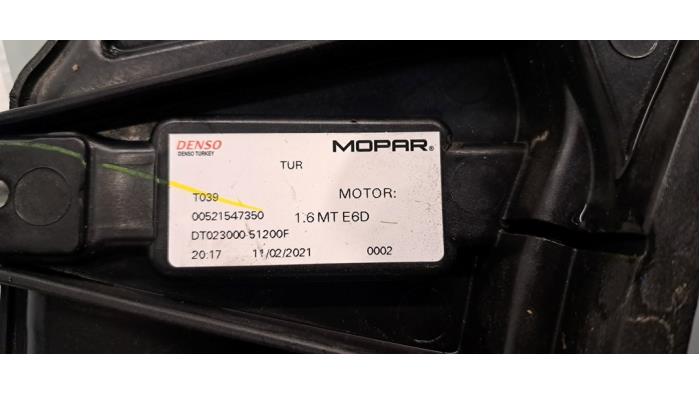 DENSO MOPAR®
DENSO TURKEY
TUR
T039 MOTOR:
00521547350 1.6 MT E6D
DT023000-51200F
20:17 11/02/2021 0002